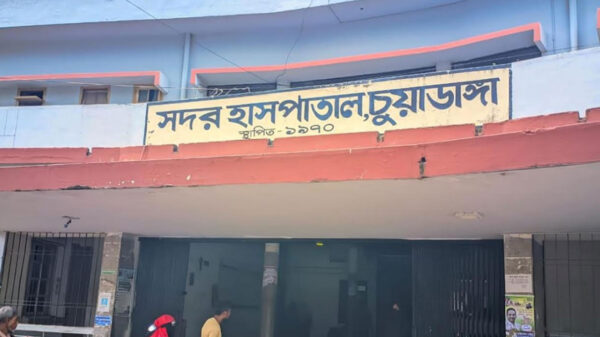 সদর হাসপাতাল,চুয়াডাঙ্গা
স্থাপিত-১৯৭০